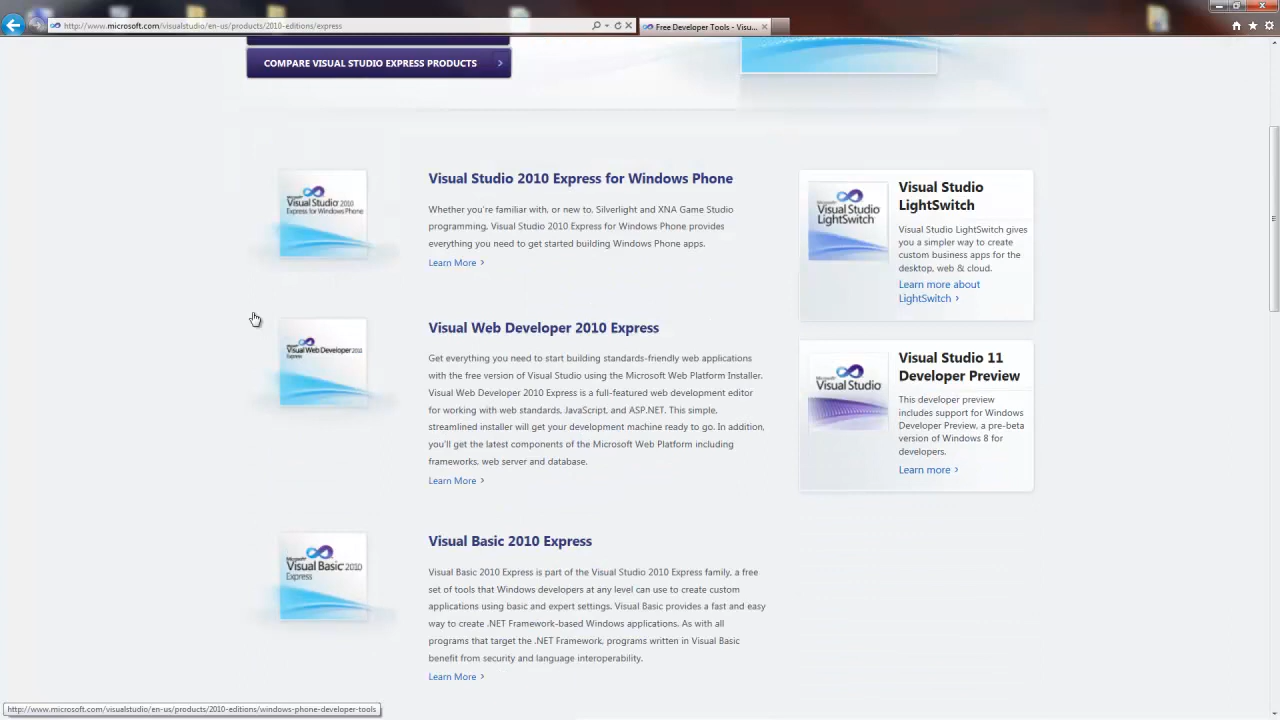 http://www.microsoft.com/visualstudio/en-us/products/2010-editions/express
Free Developer Tools - Visu...
COMPARE VISUAL STUDIO EXPRESS PRODUCTS
Microsoft
Visual Studio 2010
Express for Windows Phone
Visual Studio 2010 Express for Windows Phone
Whether you're familiar with, or new to, Silverlight and XNA Game Studio
programming, Visual Studio 2010 Express for Windows Phone provides
everything you need to get started building Windows Phone apps.
Learn More ›
Microsoft
Visual Studio
LightSwitch
Visual Studio
LightSwitch
Visual Studio LightSwitch gives
you a simpler way to create
custom business apps for the
desktop, web & cloud.
Learn more about
LightSwitch ›
Microsoft
Visual Web Developer 2010
Express
Visual Web Developer 2010 Express
Get everything you need to start building standards-friendly web applications
with the free version of Visual Studio using the Microsoft Web Platform Installer.
Visual Web Developer 2010 Express is a full-featured web development editor
for working with web standards, JavaScript, and ASP.NET. This simple,
streamlined installer will get your development machine ready to go. In addition,
you'll get the latest components of the Microsoft Web Platform including
frameworks, web server and database.
Learn More ›
Microsoft
Visual Studio
Visual Studio 11
Developer Preview
This developer preview
includes support for Windows
Developer Preview, a pre-beta
version of Windows 8 for
developers.
Learn more ›
Microsoft
Visual Basic 2010
Express
Visual Basic 2010 Express
Visual Basic 2010 Express is part of the Visual Studio 2010 Express family, a free
set of tools that Windows developers at any level can use to create custom
applications using basic and expert settings. Visual Basic provides a fast and easy
way to create .NET Framework-based Windows applications. As with all
programs that target the .NET Framework, programs written in Visual Basic
benefit from security and language interoperability.
Learn More ›
http://www.microsoft.com/visualstudio/en-us/products/2010-editions/windows-phone-developer-tools